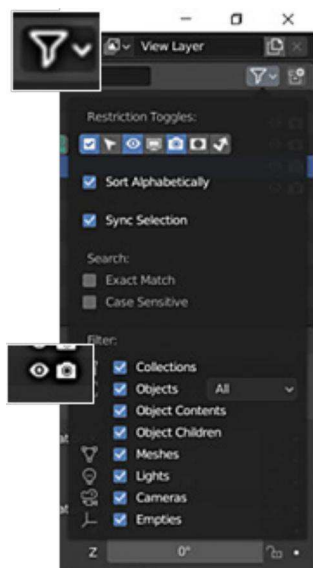 View Layer
Restriction Toggles:
Sort Alphabetically
Sync Selection
Search:
Exact Match
Case Sensitive
Filter:
Collections
Objects All
Object Contents
Object Children
Meshes
Lights
Cameras
Empties
Z 0°